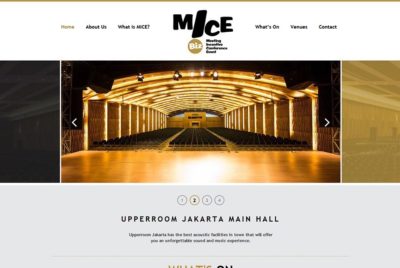 Home About Us What is MICE? What's On Venues Contact
MICE
Biz
Meeting
Incentive
Conference
Event
1 2 3 4
UPPERROOM JAKARTA MAIN HALL
Upperroom Jakarta has the best acoustic facilities in town that will offer
you an unforgettable sound and music experience.
WHAT'S ON